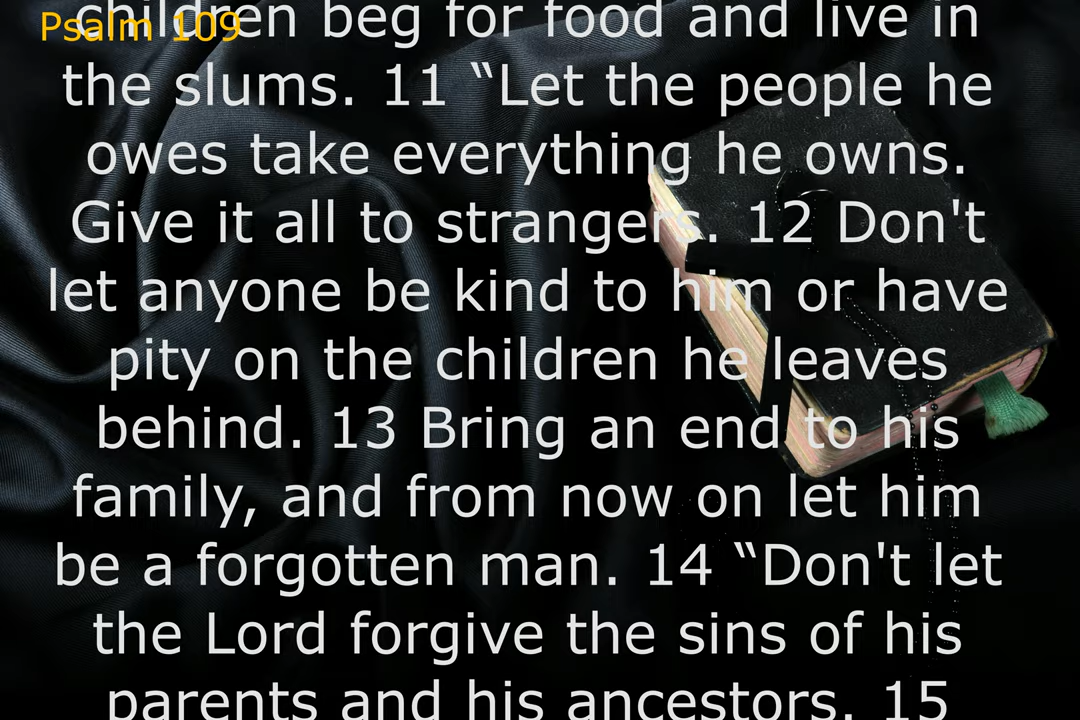 Psalm 109
children beg for food and live in
the slums. 11 “Let the people he
owes take everything he owns.
Give it all to strangers. 12 Don't
let anyone be kind to him or have
pity on the children he leaves
behind. 13 Bring an end to his
family, and from now on let him
be a forgotten man. 14 “Don't let
the Lord forgive the sins of his
parents and his ancestors. 15